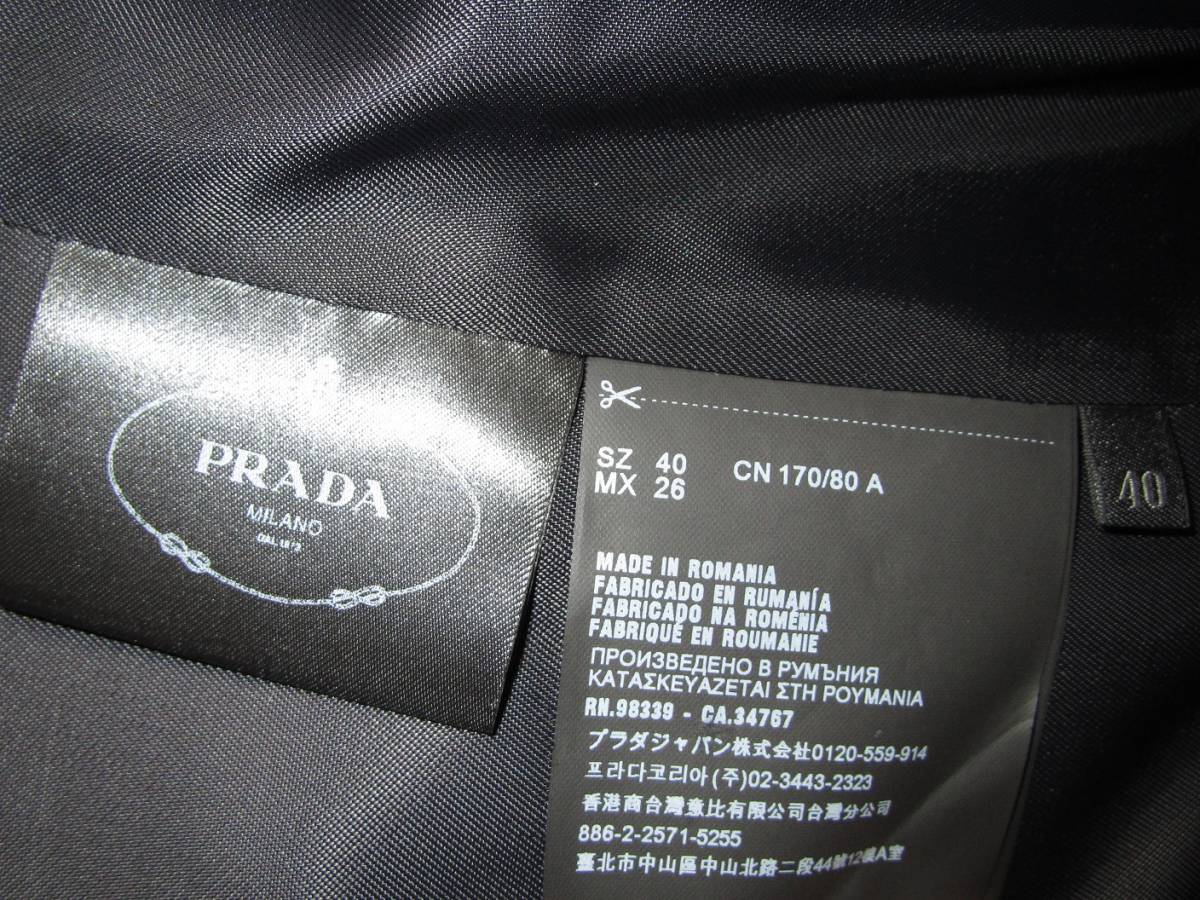 PRADA
MILANO
DAL 1913
SZ 40 CN 170/80 A
MX 26
40
MADE IN ROMANIA
FABRICADO EN RUMANÍA
FABRICADO NA ROMÉNIA
FABRIQUÉ EN ROUMANIE
ПРОИЗВЕДЕНО В РУМЪНИЯ
ΚΑΤΑΣΚΕΥΑΖΕΤΑΙ ΣΤΗ ΡΟΥΜΑΝΙΑ
RN.98339 - CA.34767
プラダジャパン株式会社0120-559-914
프라다코리아(주)02-3443-2323
香港商台灣意比有限公司台灣分公司
886-2-2571-5255
臺北市中山區中山北路二段44號12樓A室